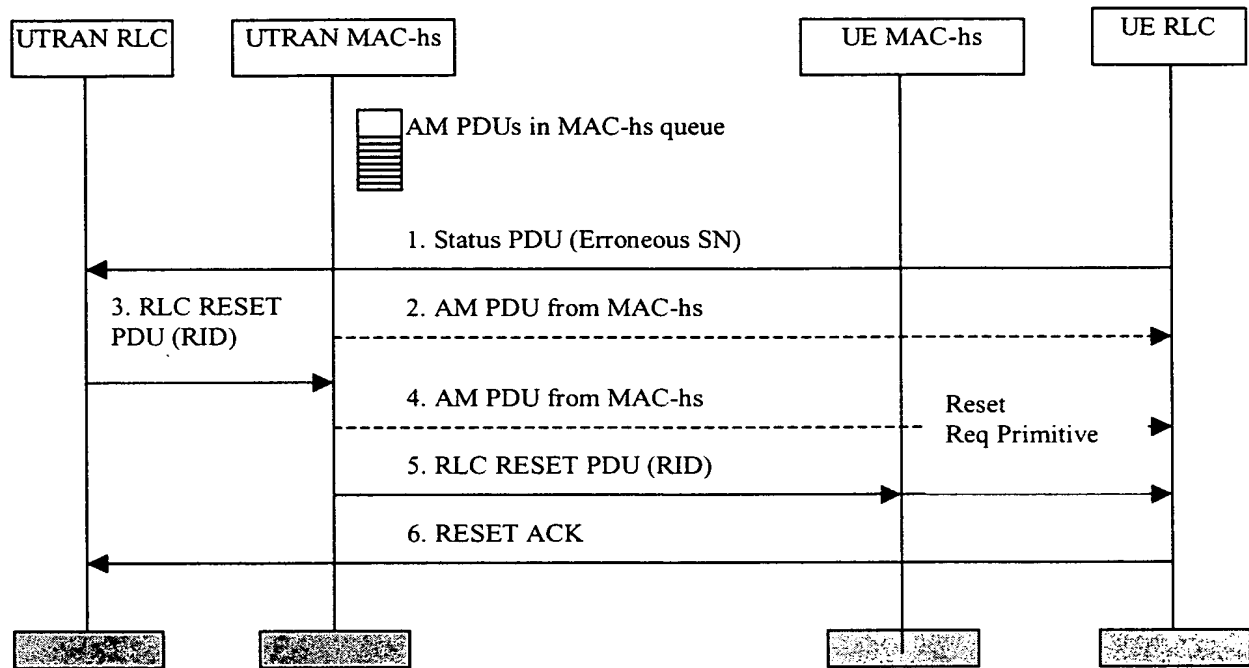 UTRAN RLC
UTRAN MAC-hs
UE MAC-hs
UE RLC
AM PDUs in MAC-hs queue
1. Status PDU (Erroneous SN)
3. RLC RESET
PDU (RID)
2. AM PDU from MAC-hs
4. AM PDU from MAC-hs
Reset
Req Primitive
5. RLC RESET PDU (RID)
6. RESET ACK